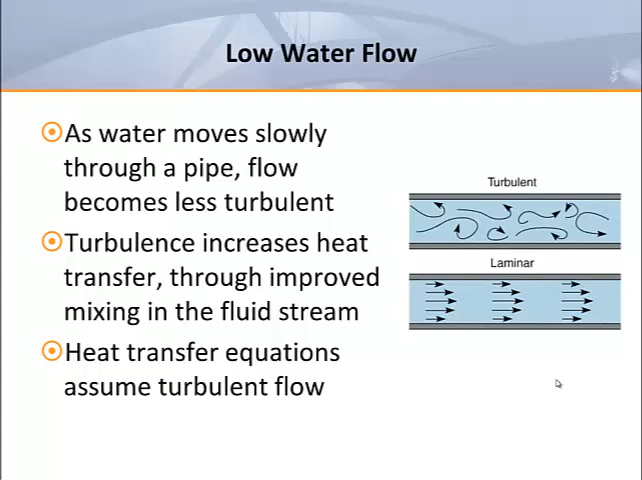 Low Water Flow
As water moves slowly
through a pipe, flow
becomes less turbulent
Turbulence increases heat
transfer, through improved
mixing in the fluid stream
Heat transfer equations
assume turbulent flow
Turbulent
Laminar